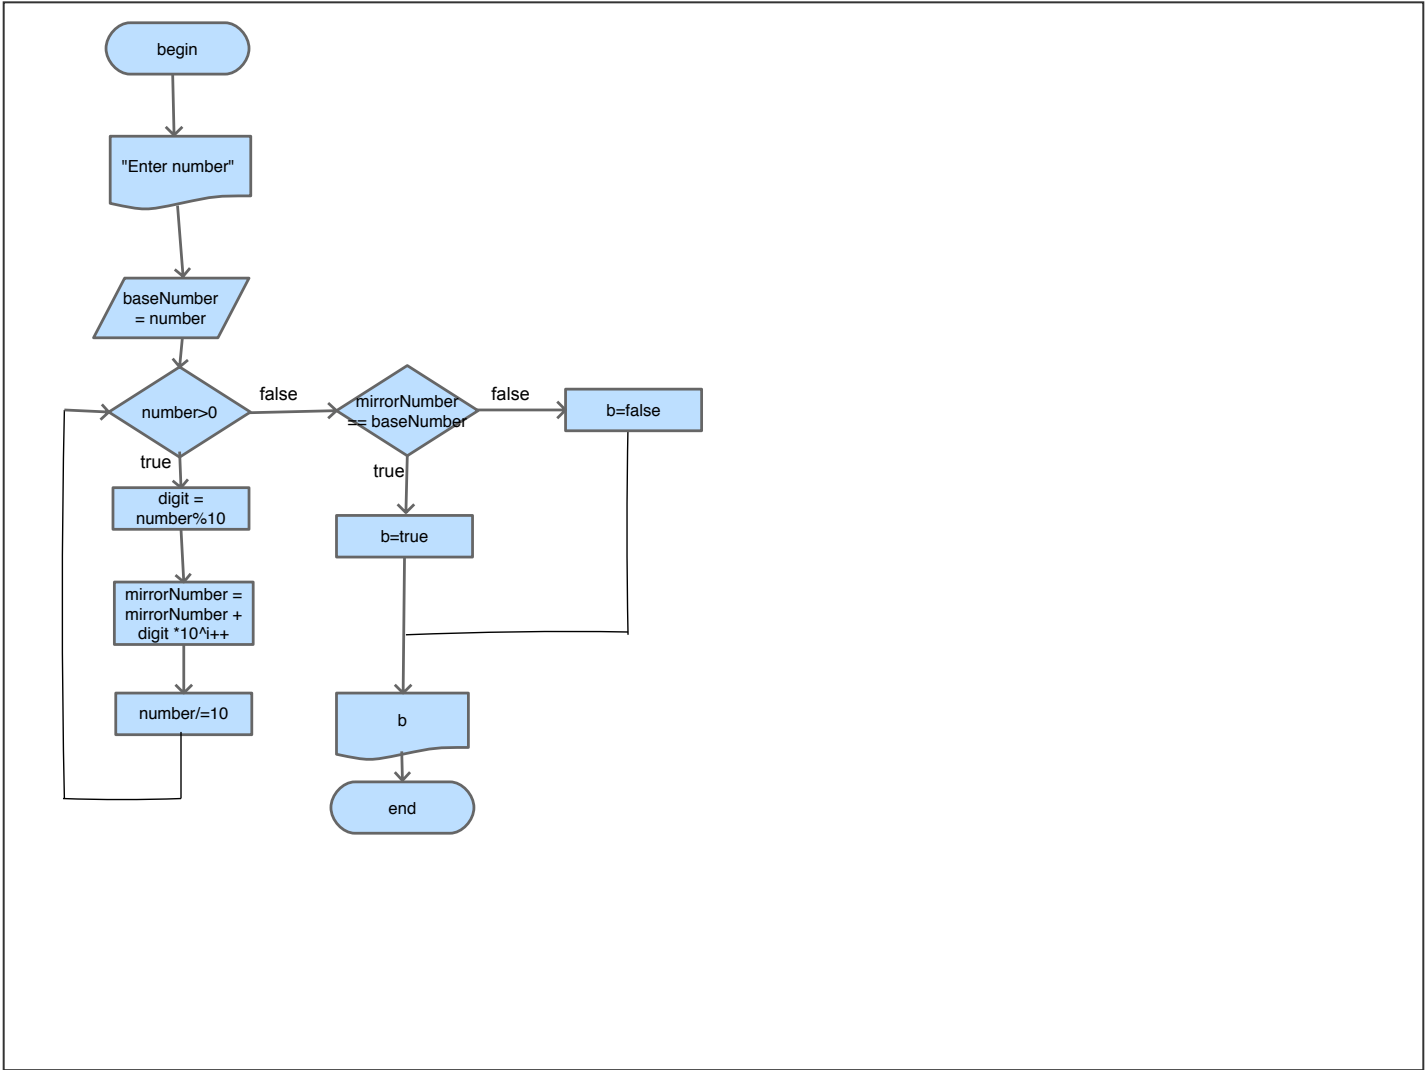 begin
"Enter number"
baseNumber
= number
number>0
false
true
digit =
number%10
mirrorNumber =
mirrorNumber +
digit *10^i++
number/=10
mirrorNumber
== baseNumber
false
b=false
true
b=true
b
end